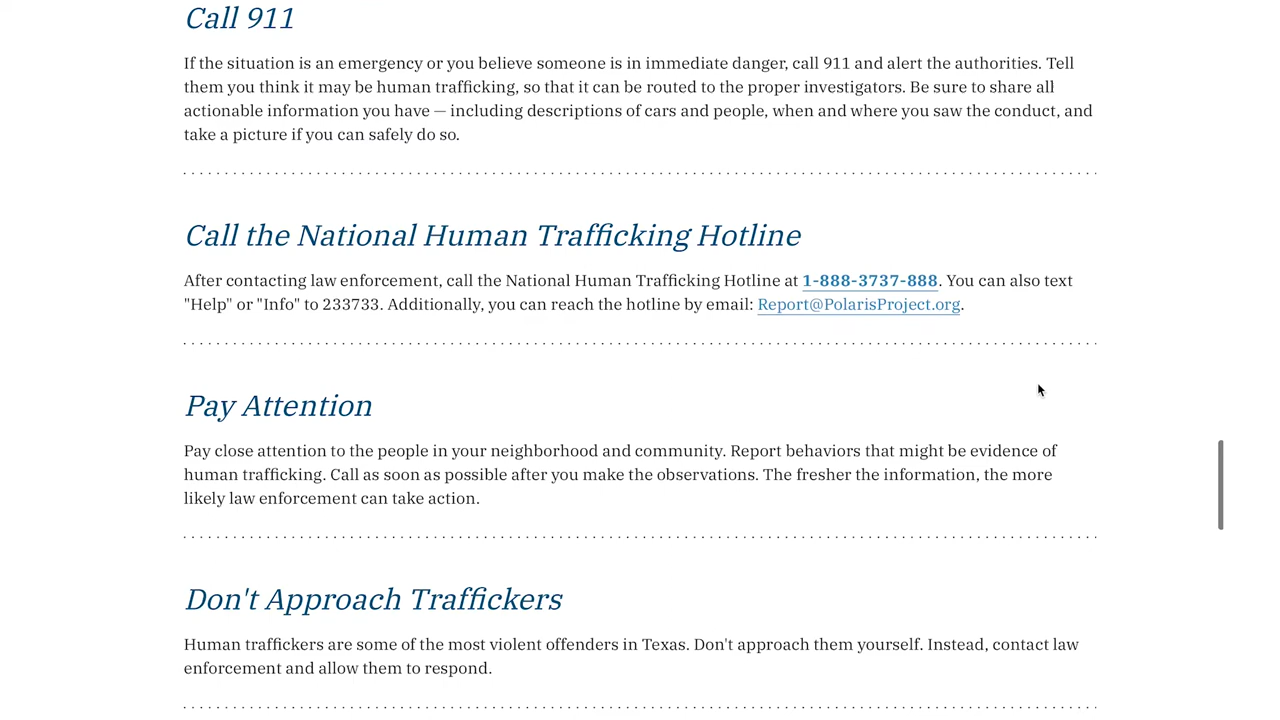 Call 911
If the situation is an emergency or you believe someone is in immediate danger, call 911 and alert the authorities. Tell
them you think it may be human trafficking, so that it can be routed to the proper investigators. Be sure to share all
actionable information you have — including descriptions of cars and people, when and where you saw the conduct, and
take a picture if you can safely do so.
Call the National Human Trafficking Hotline
After contacting law enforcement, call the National Human Trafficking Hotline at 1-888-3737-888. You can also text
"Help" or "Info" to 233733. Additionally, you can reach the hotline by email: Report@PolarisProject.org.
Pay Attention
Pay close attention to the people in your neighborhood and community. Report behaviors that might be evidence of
human trafficking. Call as soon as possible after you make the observations. The fresher the information, the more
likely law enforcement can take action.
Don't Approach Traffickers
Human traffickers are some of the most violent offenders in Texas. Don't approach them yourself. Instead, contact law
enforcement and allow them to respond.